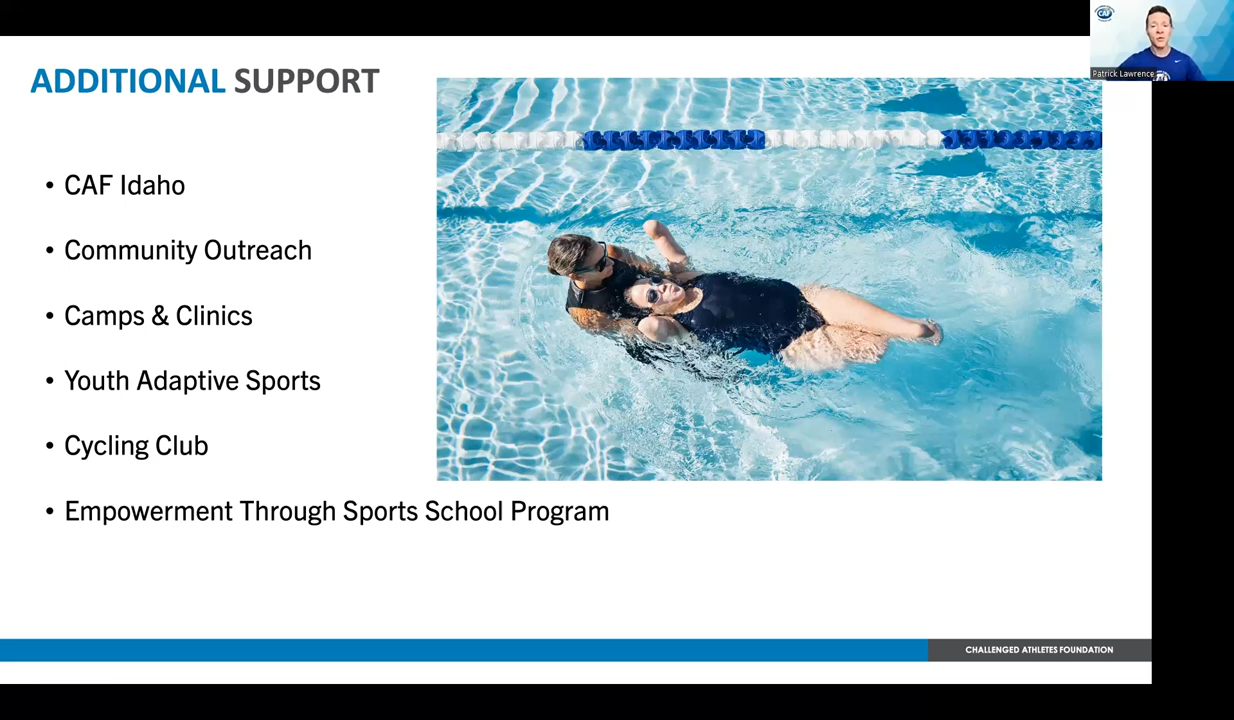 CAF
Patrick Lawrence
ADDITIONAL SUPPORT
• CAF Idaho
• Community Outreach
• Camps & Clinics
• Youth Adaptive Sports
• Cycling Club
• Empowerment Through Sports School Program
CHALLENGED ATHLETES FOUNDATION